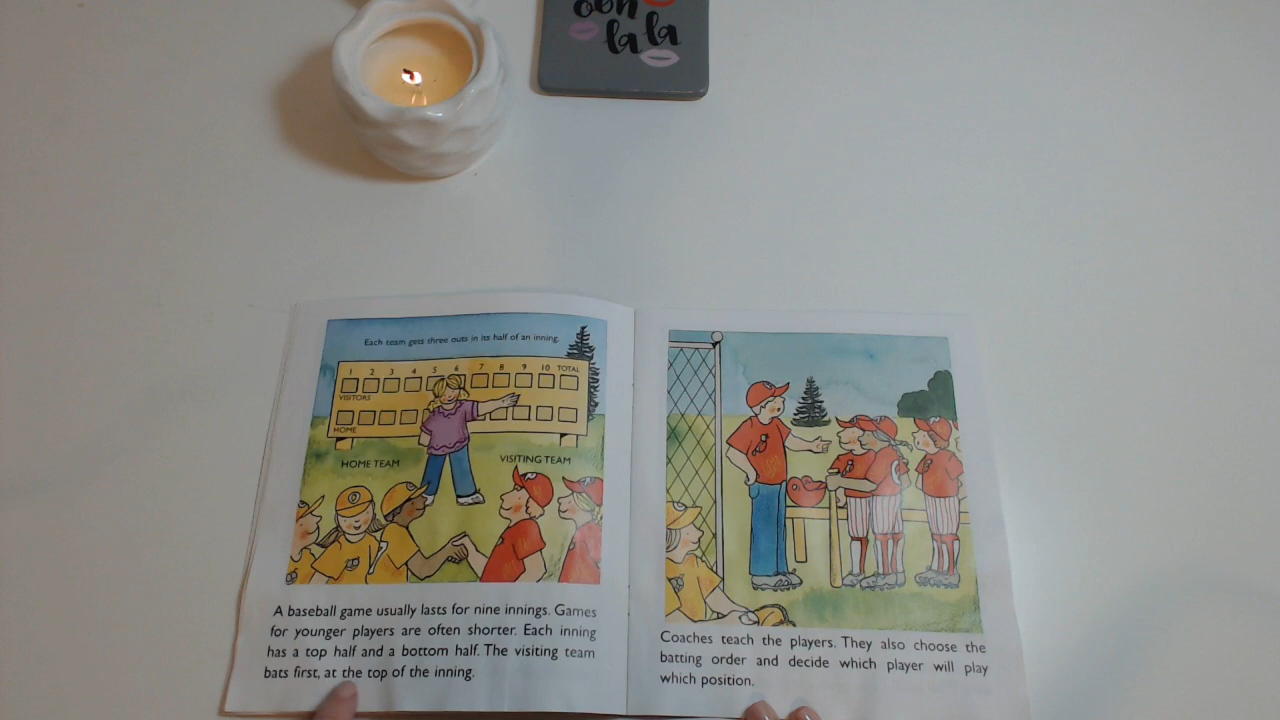 ooh
la la
Each team gets three outs in its half of an inning.
1 2 3 4 5 6 7 8 9 10 TOTAL
VISITORS
HOME
HOME TEAM
VISITING TEAM
A baseball game usually lasts for nine innings. Games
for younger players are often shorter. Each inning
has a top half and a bottom half. The visiting team
bats first, at the top of the inning.
Coaches teach the players. They also choose the
batting order and decide which player will play
which position.